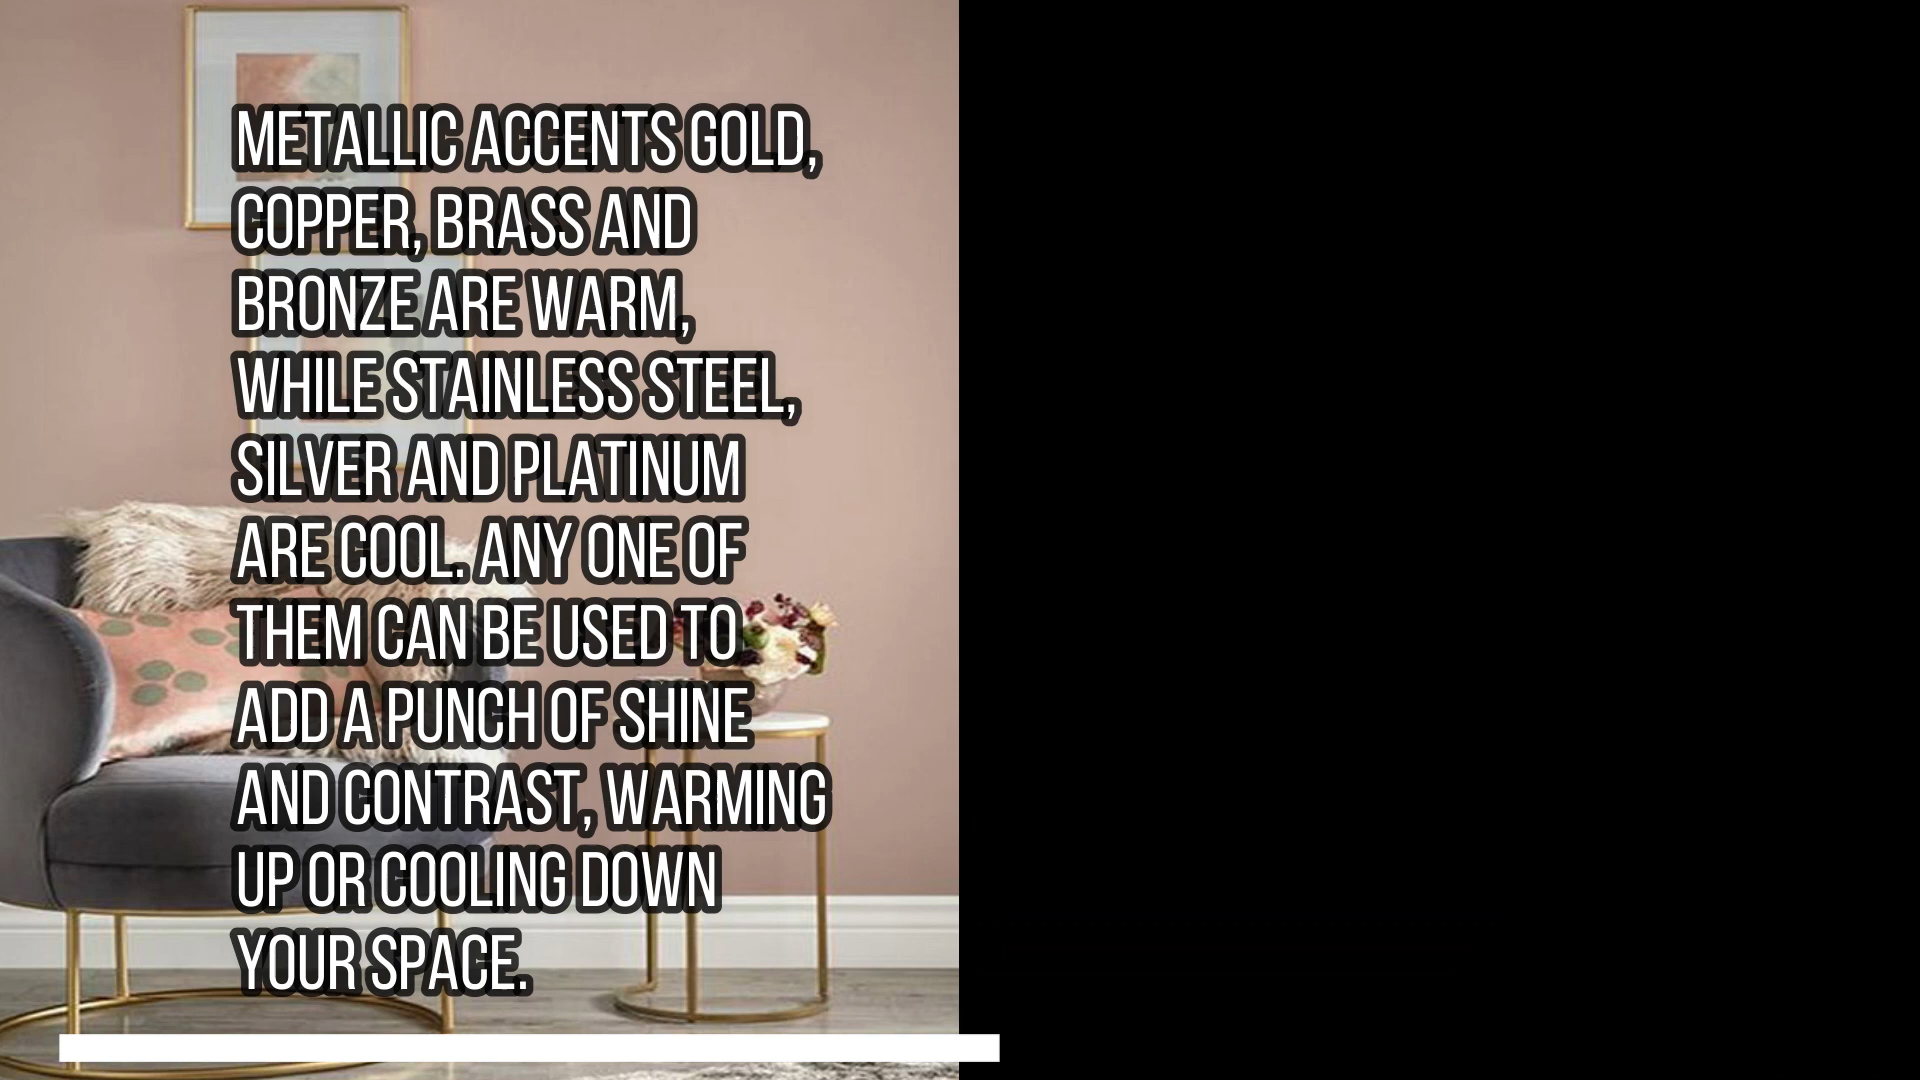 METALLIC ACCENTS GOLD,
COPPER, BRASS AND
BRONZE ARE WARM,
WHILE STAINLESS STEEL,
SILVER AND PLATINUM
ARE COOL. ANY ONE OF
THEM CAN BE USED TO
ADD A PUNCH OF SHINE
AND CONTRAST, WARMING
UP OR COOLING DOWN
YOUR SPACE.